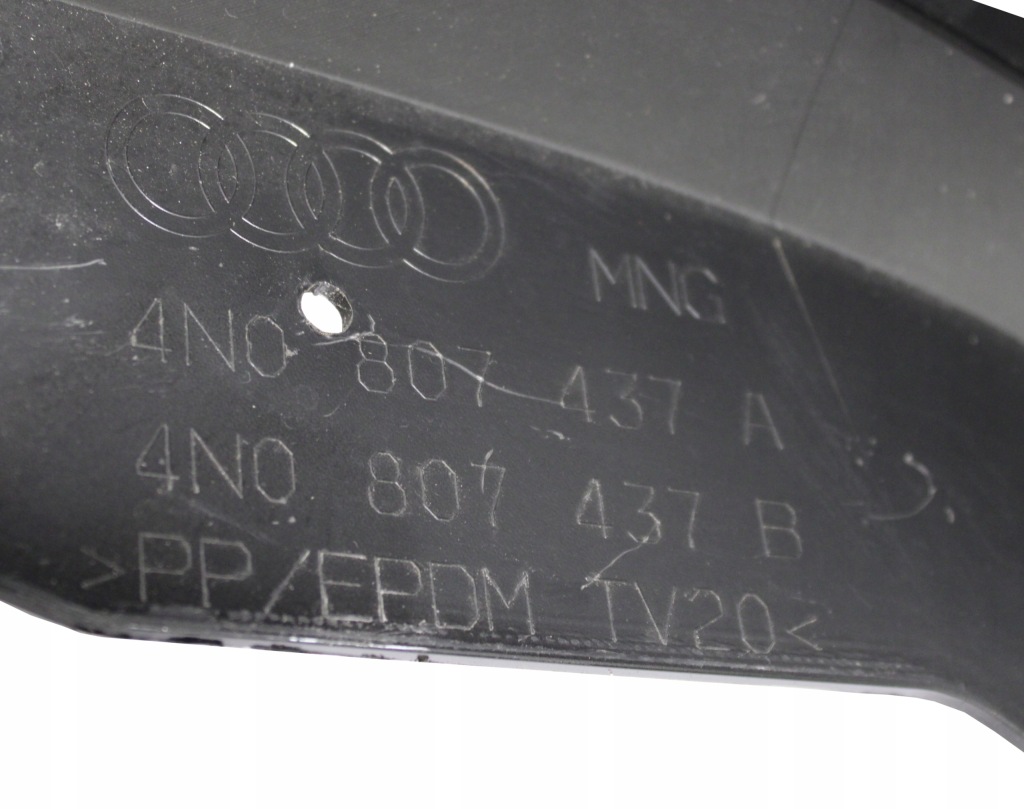 MNG
4N0 807 437 A
4N0 807 437 B
>PP/EPDM TV20<